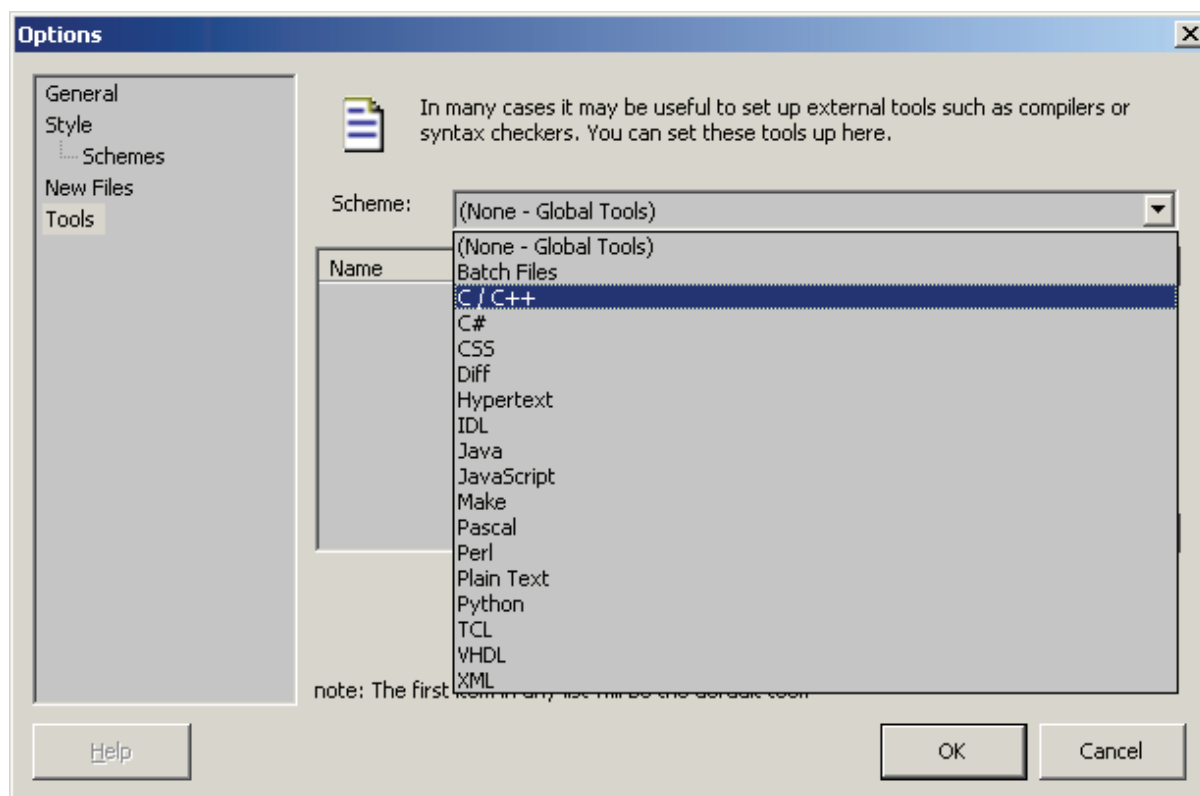 Options
General
Style
Schemes
New Files
Tools
In many cases it may be useful to set up external tools such as compilers or
syntax checkers. You can set these tools up here.
Scheme:
(None - Global Tools)
Name
(None - Global Tools)
Batch Files
C / C++
C#
CSS
Diff
Hypertext
IDL
Java
JavaScript
Make
Pascal
Perl
Plain Text
Python
TCL
VHDL
XML
note: The first
Help
OK
Cancel